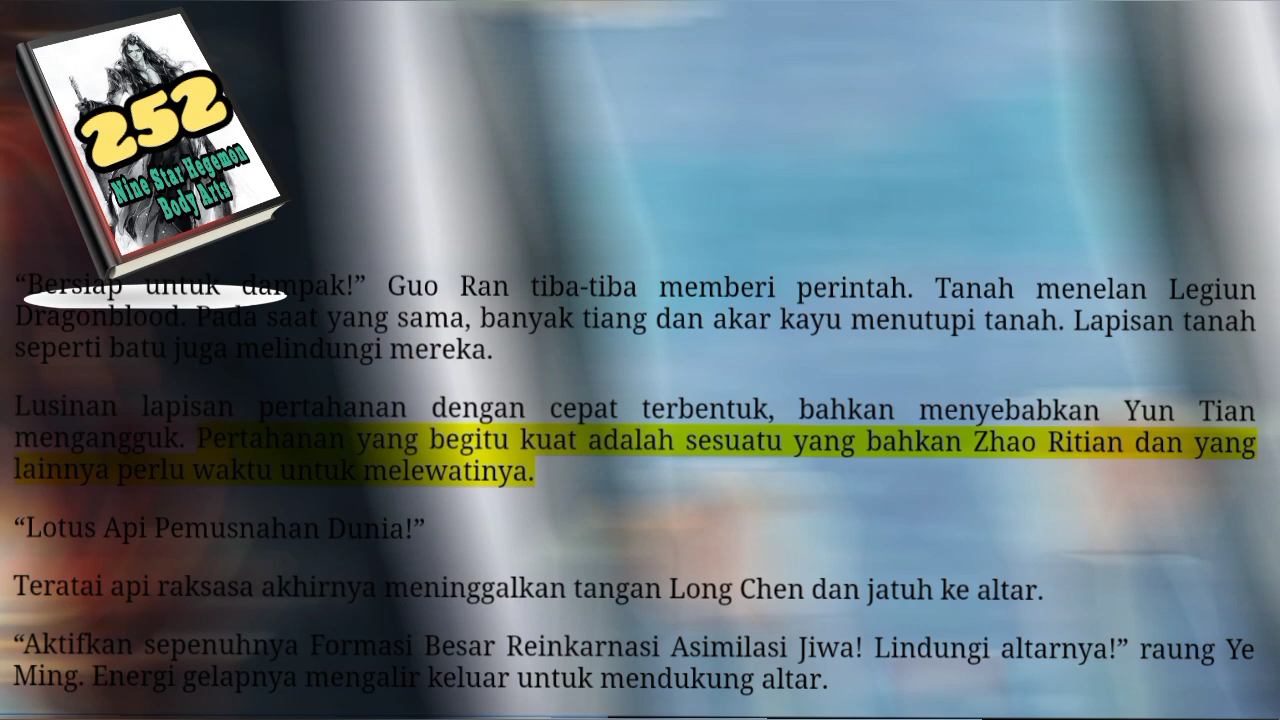 252
Nine Star Hegemon
Body Arts
“Bersiap untuk dampak!” Guo Ran tiba-tiba memberi perintah. Tanah menelan Legiun
Dragonblood. Pada saat yang sama, banyak tiang dan akar kayu menutupi tanah. Lapisan tanah
seperti batu juga melindungi mereka.
Lusinan lapisan pertahanan dengan cepat terbentuk, bahkan menyebabkan Yun Tian
mengangguk. Pertahanan yang begitu kuat adalah sesuatu yang bahkan Zhao Ritian dan yang
lainnya perlu waktu untuk melewatinya.
“Lotus Api Pemusnahan Dunia!”
Teratai api raksasa akhirnya meninggalkan tangan Long Chen dan jatuh ke altar.
“Aktifkan sepenuhnya Formasi Besar Reinkarnasi Asimilasi Jiwa! Lindungi altarnya!” raung Ye
Ming. Energi gelapnya mengalir keluar untuk mendukung altar.